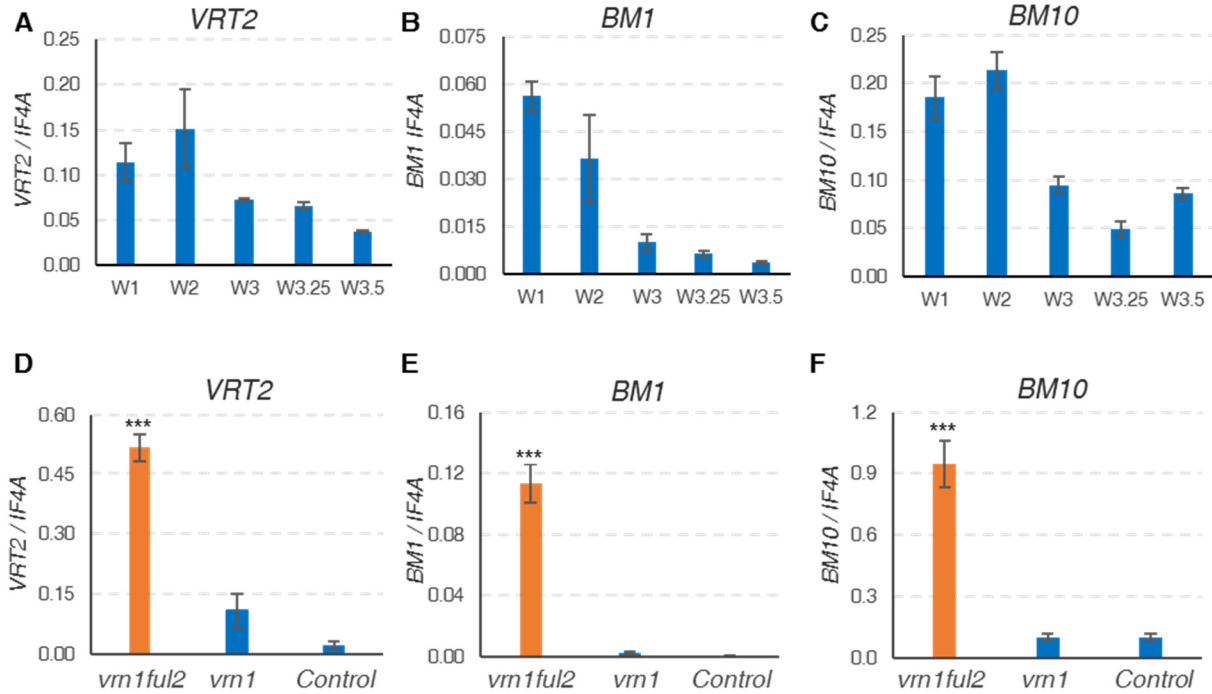 A
VRT2
VRT2 / IF4A
0.25
0.20
0.15
0.10
0.05
0.00
W1 W2 W3 W3.25 W3.5
B
BM1
BM1 IF4A
0.075
0.060
0.045
0.030
0.015
0.000
W1 W2 W3 W3.25 W3.5
C
BM10
BM10 / IF4A
0.25
0.20
0.15
0.10
0.05
0.00
W1 W2 W3 W3.25 W3.5
D
VRT2
VRT2 / IF4A
0.60
0.45
0.30
0.15
0.00
***
vrn1ful2 vrn1 Control
E
BM1
BM1 / IF4A
0.16
0.12
0.08
0.04
0.00
***
vrn1ful2 vrn1 Control
F
BM10
BM10 / IF4A
1.2
0.9
0.6
0.3
0.0
***
vrn1ful2 vrn1 Control